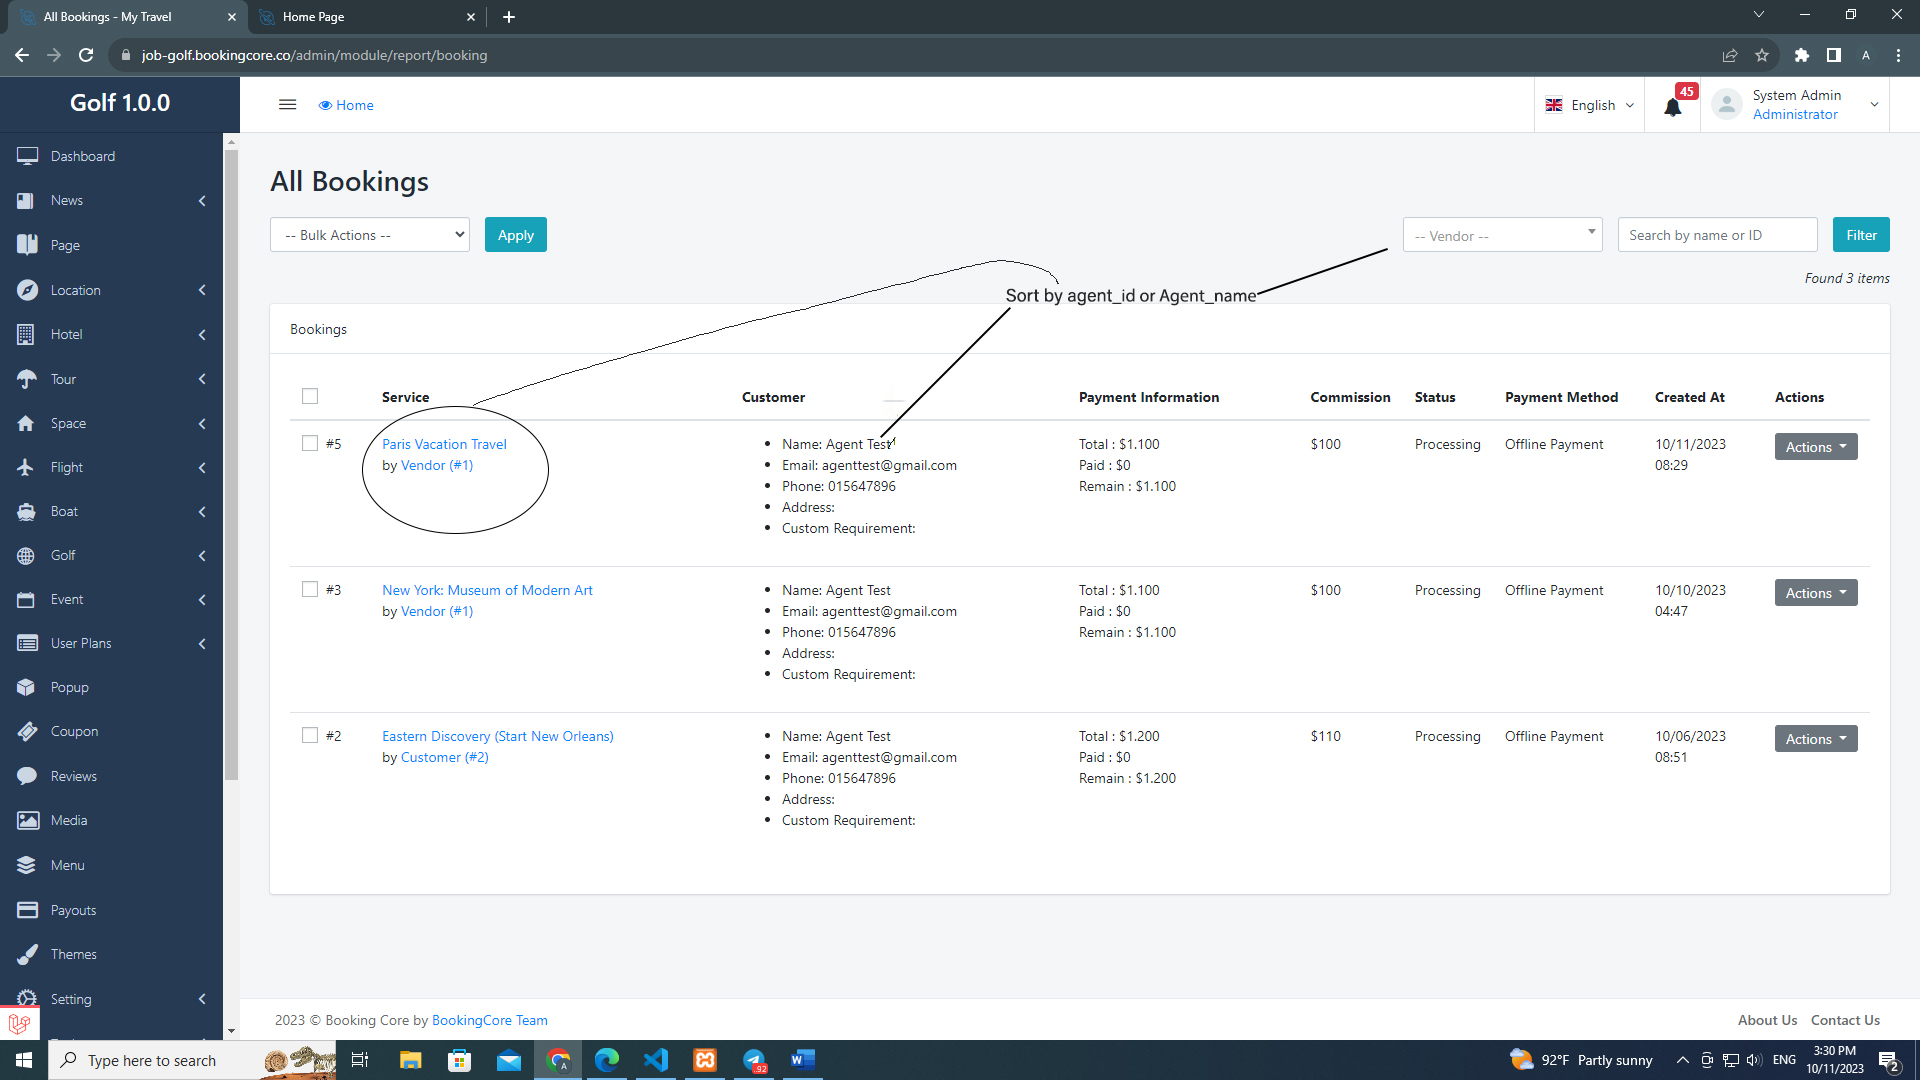 All Bookings - My Travel
Home Page
job-golf.bookingcore.co/admin/module/report/booking
A
Golf 1.0.0
Home
English
45
System Admin
Administrator
Dashboard
News
Page
Location
Hotel
Tour
Space
Flight
Boat
Golf
Event
User Plans
Popup
Coupon
Reviews
Media
Menu
Payouts
Themes
Setting
All Bookings
-- Bulk Actions --
Apply
-- Vendor --
Search by name or ID
Filter
Found 3 items
Sort by agent_id or Agent_name
Bookings
Service Customer Payment Information Commission Status Payment Method Created At Actions
#5
Paris Vacation Travel
by Vendor (#1)
Name: Agent Test
Email: agenttest@gmail.com
Phone: 015647896
Address:
Custom Requirement:
Total : $1.100
Paid : $0
Remain : $1.100
$100
Processing
Offline Payment
10/11/2023
08:29
Actions
#3
New York: Museum of Modern Art
by Vendor (#1)
Name: Agent Test
Email: agenttest@gmail.com
Phone: 015647896
Address:
Custom Requirement:
Total : $1.100
Paid : $0
Remain : $1.100
$100
Processing
Offline Payment
10/10/2023
04:47
Actions
#2
Eastern Discovery (Start New Orleans)
by Customer (#2)
Name: Agent Test
Email: agenttest@gmail.com
Phone: 015647896
Address:
Custom Requirement:
Total : $1.200
Paid : $0
Remain : $1.200
$110
Processing
Offline Payment
10/06/2023
08:51
Actions
2023 © Booking Core by BookingCore Team
About Us
Contact Us
Type here to search
A
92
W
92°F Partly sunny
ENG
3:30 PM
10/11/2023
2